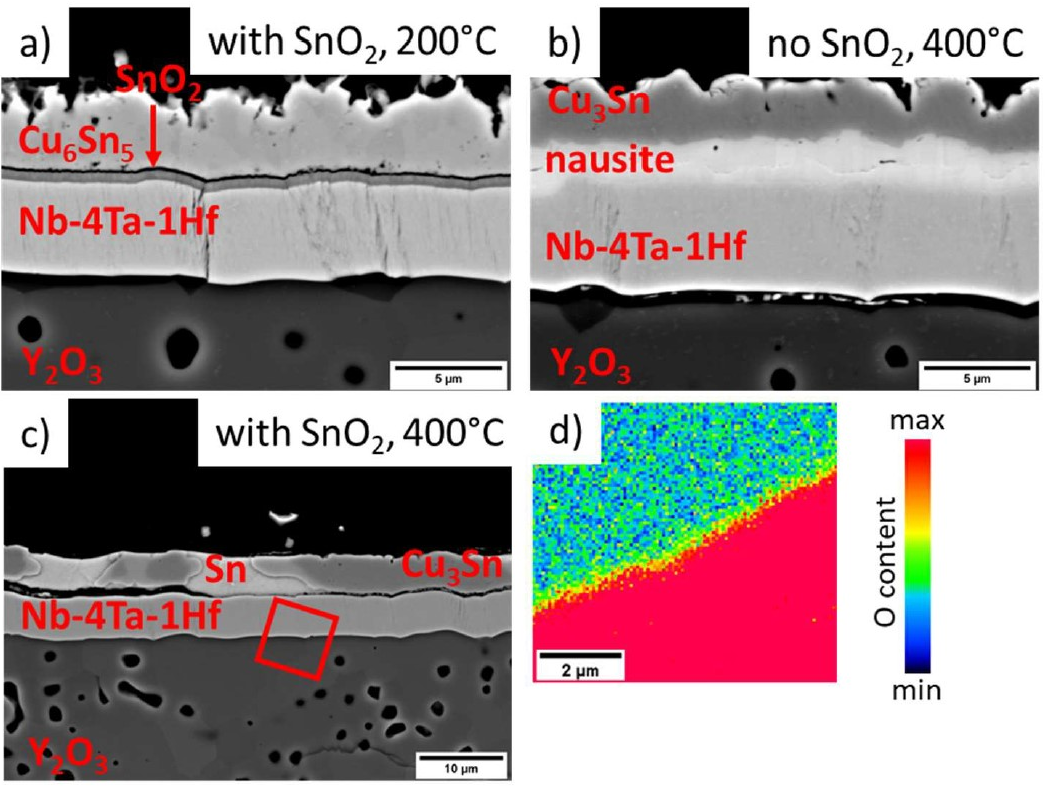 a) with SnO₂, 200°C
SnO₂
Cu₆Sn₅
Nb-4Ta-1Hf
Y₂O₃
5 µm
b) no SnO₂, 400°C
Cu₃Sn
nausite
Nb-4Ta-1Hf
Y₂O₃
5 µm
c) with SnO₂, 400°C
Sn Cu₃Sn
Nb-4Ta-1Hf
Y₂O₃
10 µm
d)
2 µm
max
O content
min